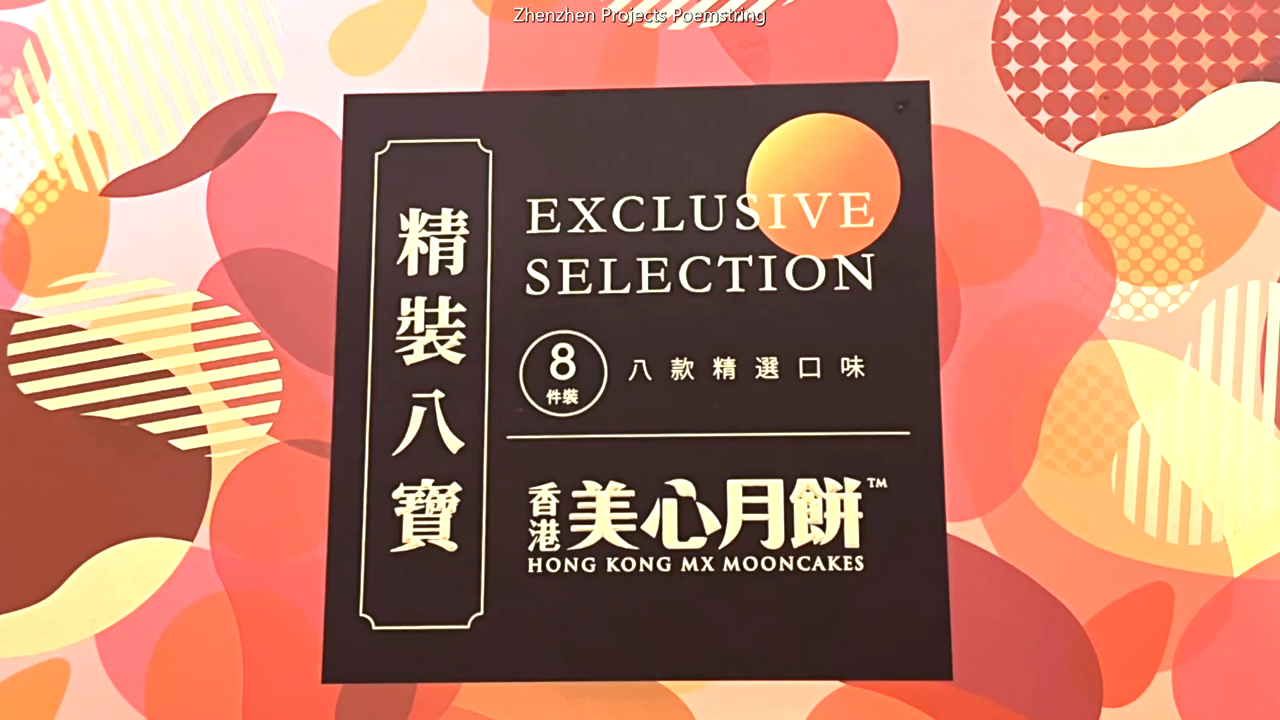 Zhenzhen Projects Poemstring
精裝八寶
EXCLUSIVE
SELECTION
8
件裝
八款精選口味
香港
美心月餅™
HONG KONG MX MOONCAKES